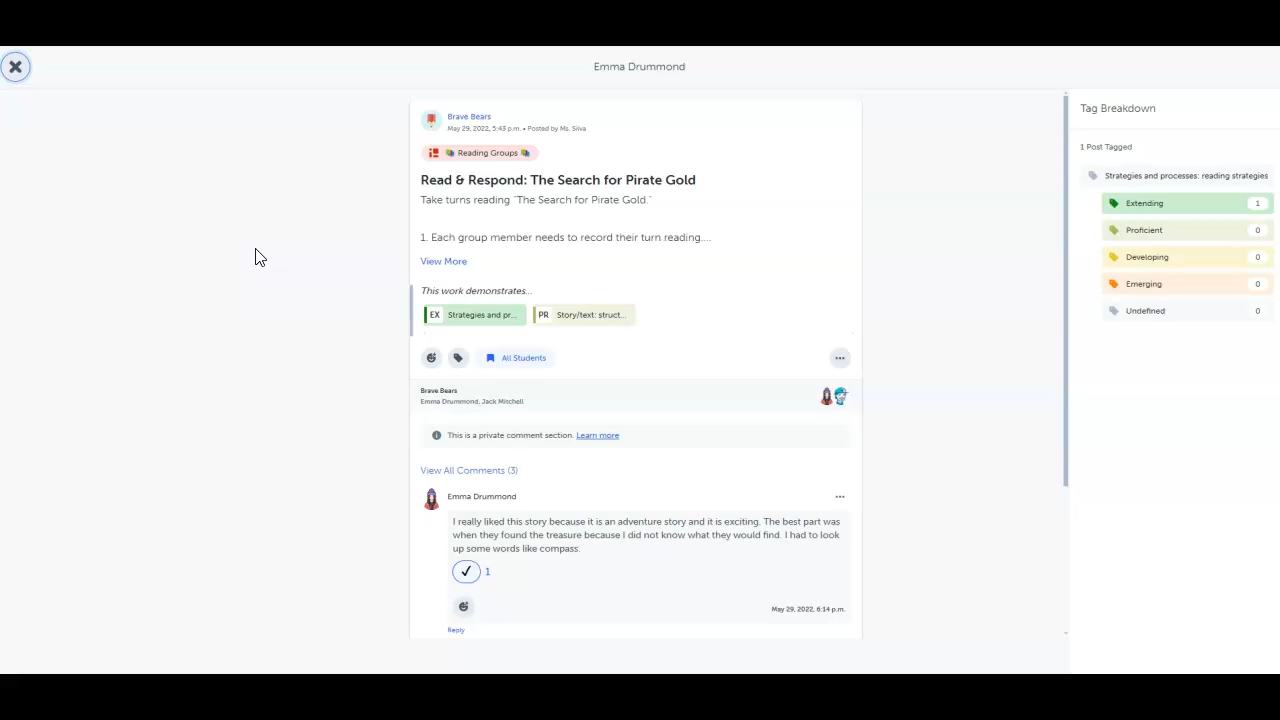 Emma Drummond
Brave Bears
May 29, 2022, 5:43 p.m. • Posted by Ms. Silva
Reading Groups
Read & Respond: The Search for Pirate Gold
Take turns reading "The Search for Pirate Gold."
1. Each group member needs to record their turn reading....
View More
This work demonstrates...
EX Strategies and pr...
PR Story/text: struct...
All Students
Brave Bears
Emma Drummond, Jack Mitchell
This is a private comment section. Learn more
View All Comments (3)
Emma Drummond
I really liked this story because it is an adventure story and it is exciting. The best part was
when they found the treasure because I did not know what they would find. I had to look
up some words like compass.
1
May 29, 2022, 6:14 p.m.
Reply
Tag Breakdown
1 Post Tagged
Strategies and processes: reading strategies
Extending 1
Proficient 0
Developing 0
Emerging 0
Undefined 0